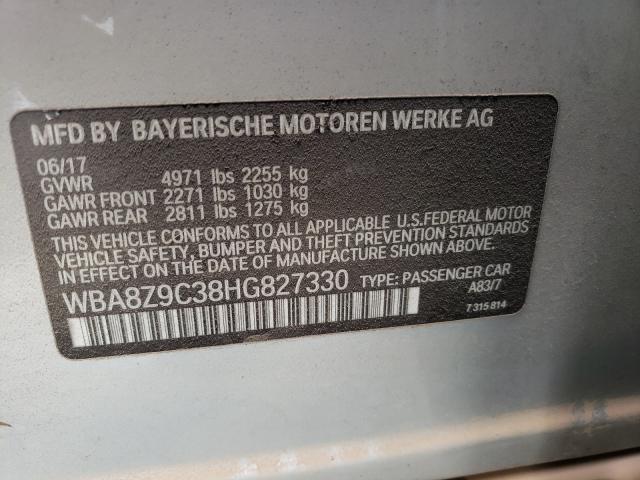 MFD BY BAYERISCHE MOTOREN WERKE AG
06/17
GVWR 4971 lbs 2255 kg
GAWR FRONT 2271 lbs 1030 kg
GAWR REAR 2811 lbs 1275 kg
THIS VEHICLE CONFORMS TO ALL APPLICABLE U.S.FEDERAL MOTOR
VEHICLE SAFETY, BUMPER AND THEFT PREVENTION STANDARDS
IN EFFECT ON THE DATE OF MANUFACTURE SHOWN ABOVE.
WBA8Z9C38HG827330 TYPE: PASSENGER CAR
A83/7
7 315 814